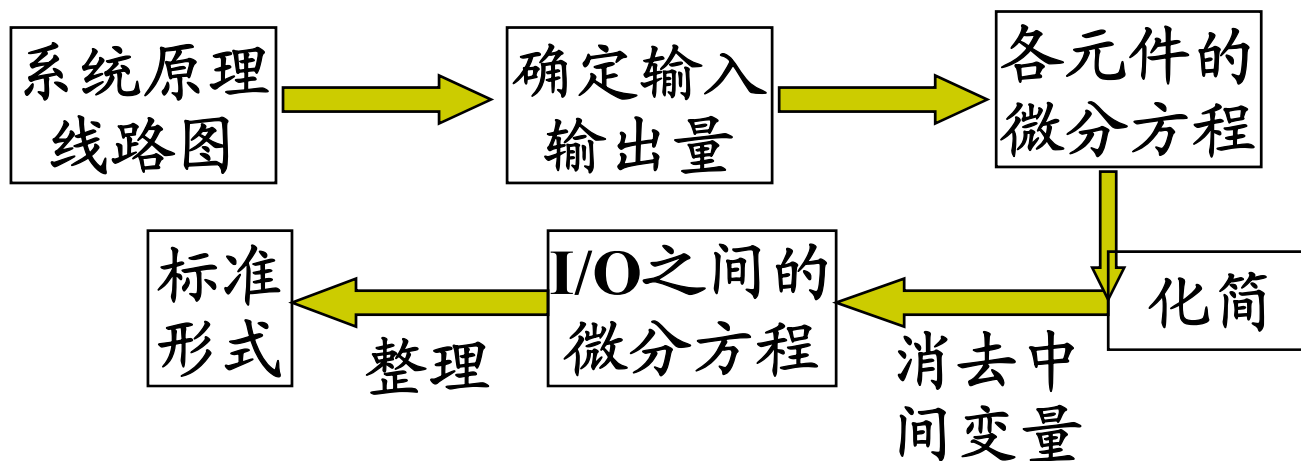 系统原理
线路图
确定输入
输出量
各元件的
微分方程
化简
消去中
间变量
I/O之间的
微分方程
整理
标准
形式